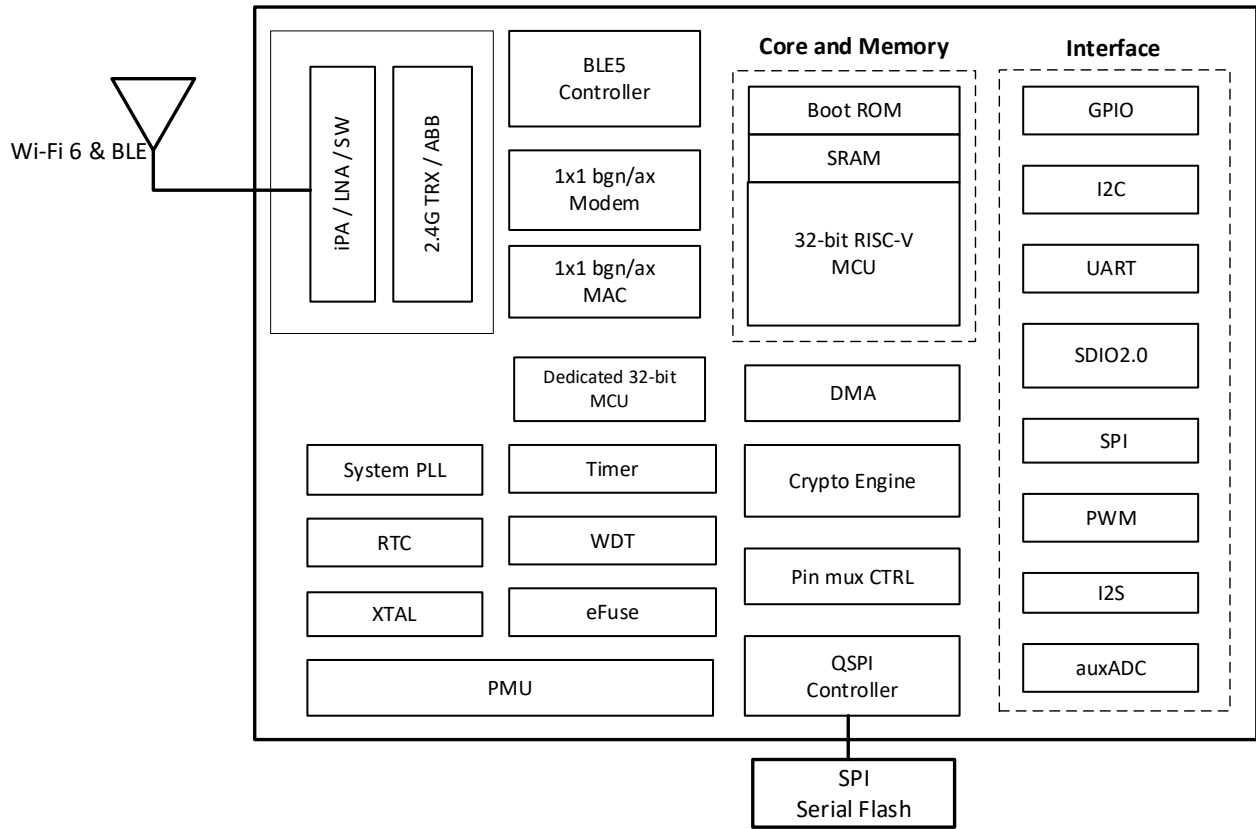 Wi-Fi 6 & BLE
iPA / LNA / SW
2.4G TRX / ABB
BLE5
Controller
1x1 bgn/ax
Modem
1x1 bgn/ax
MAC
Dedicated 32-bit
MCU
System PLL
Timer
RTC
WDT
XTAL
eFuse
PMU
Core and Memory
Boot ROM
SRAM
32-bit RISC-V
MCU
DMA
Crypto Engine
Pin mux CTRL
QSPI
Controller
SPI
Serial Flash
Interface
GPIO
I2C
UART
SDIO2.0
SPI
PWM
I2S
auxADC